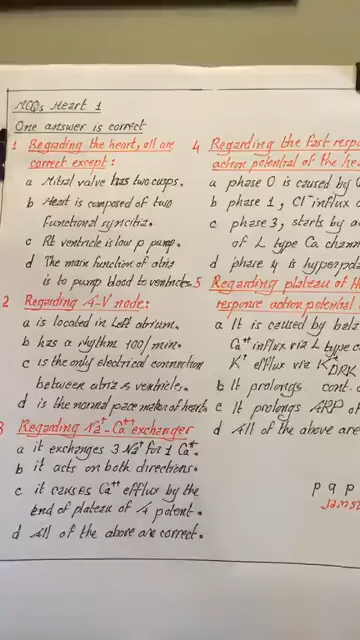 MCQs Heart 1
One answer is correct
1 Regarding the heart, all are
correct except:
a Mitral valve has two cusps.
b Heart is composed of two
Functional syncitia.
c Rt ventricle is low p pump.
d The main function of atria
is to pump blood to ventricles.
2 Regarding A-V node:
a is located in Left atrium.
b has a rhythm 100/min.
c is the only electrical connection
between atria & ventricle.
d is the normal pacemaker of heart.
3 Regarding Na+-Ca++ exchanger
a it exchanges 3 Na+ for 1 Ca++.
b it acts on both directions.
c it causes Ca++ efflux by the
end of plateau of A potent.
d All of the above are correct.
4 Regarding the fast respo
action potential of the hea
a phase 0 is caused by
b phase 1, Cl- influx
c phase 3, starts by
of L type Ca chann
d phase 4 is hyperpola
5 Regarding plateau of
response action potential
a It is caused by bala
Ca++ influx via L type c
K+ efflux via K+ DRK
b It prolongs cont.
c It prolongs ARP of
d All of the above are
P q P